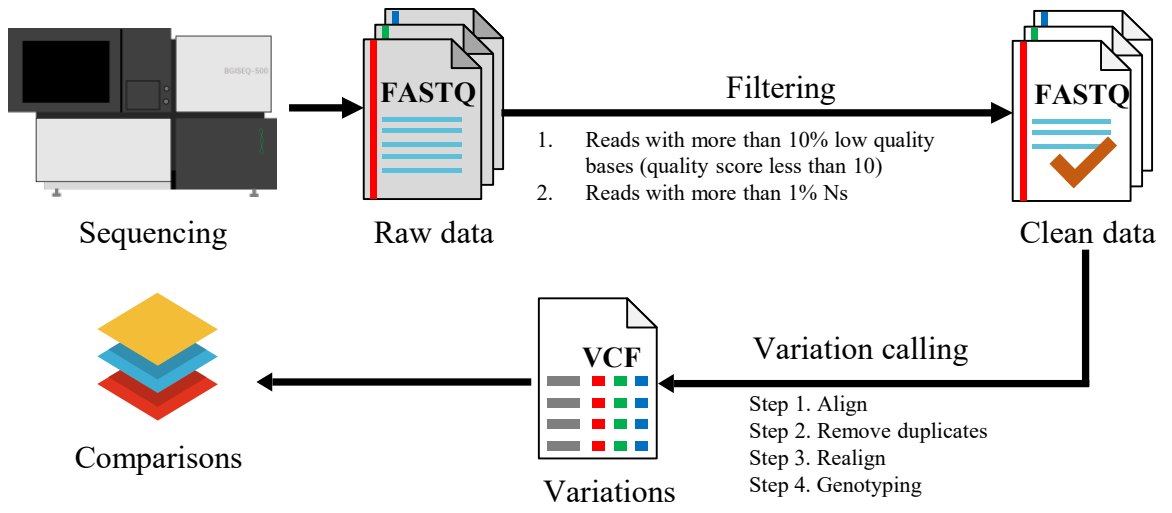 BGISEQ-500
FASTQ
Filtering
FASTQ
1. Reads with more than 10% low quality
bases (quality score less than 10)
2. Reads with more than 1% Ns
Sequencing
Raw data
Clean data
VCF
Variation calling
Step 1. Align
Step 2. Remove duplicates
Step 3. Realign
Step 4. Genotyping
Comparisons
Variations